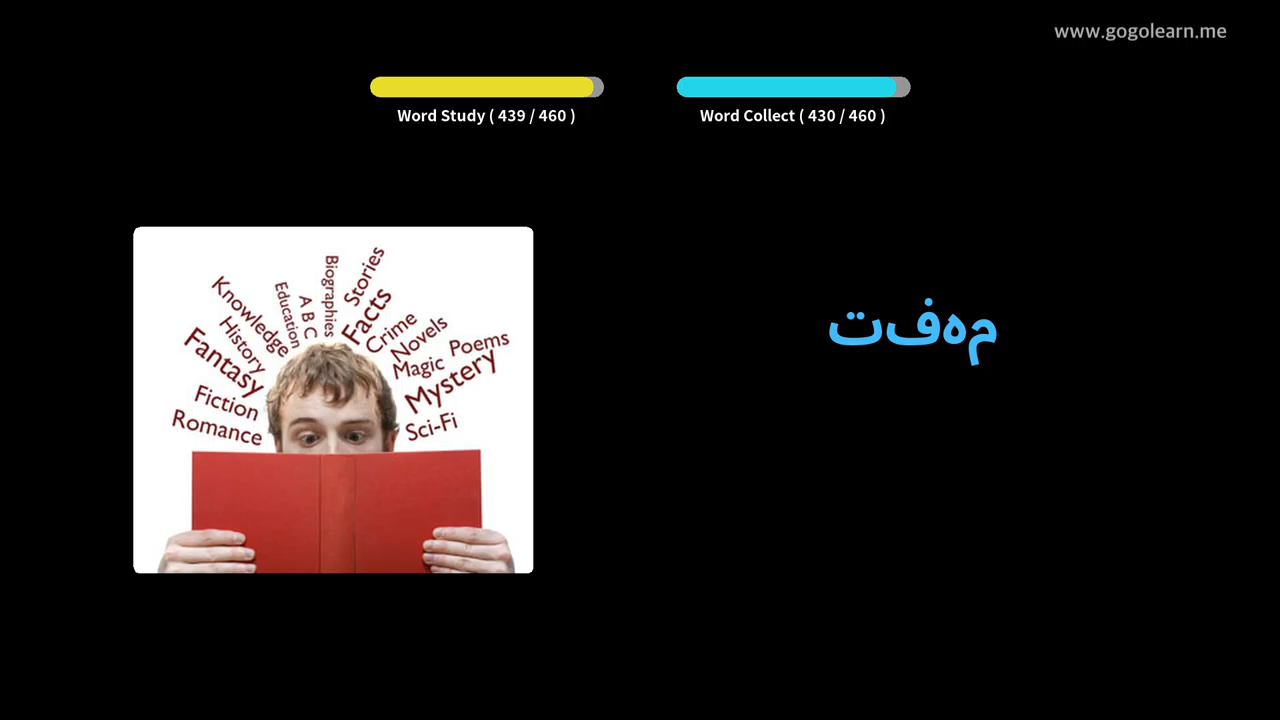 www.gogolearn.me
Word Study ( 439 / 460 )
Word Collect ( 430 / 460 )
Knowledge
Education
A B C
Biographies
Stories
Facts
Crime
Novels
Poems
Magic
Mystery
Sci-Fi
History
Fantasy
Fiction
Romance
مهفت